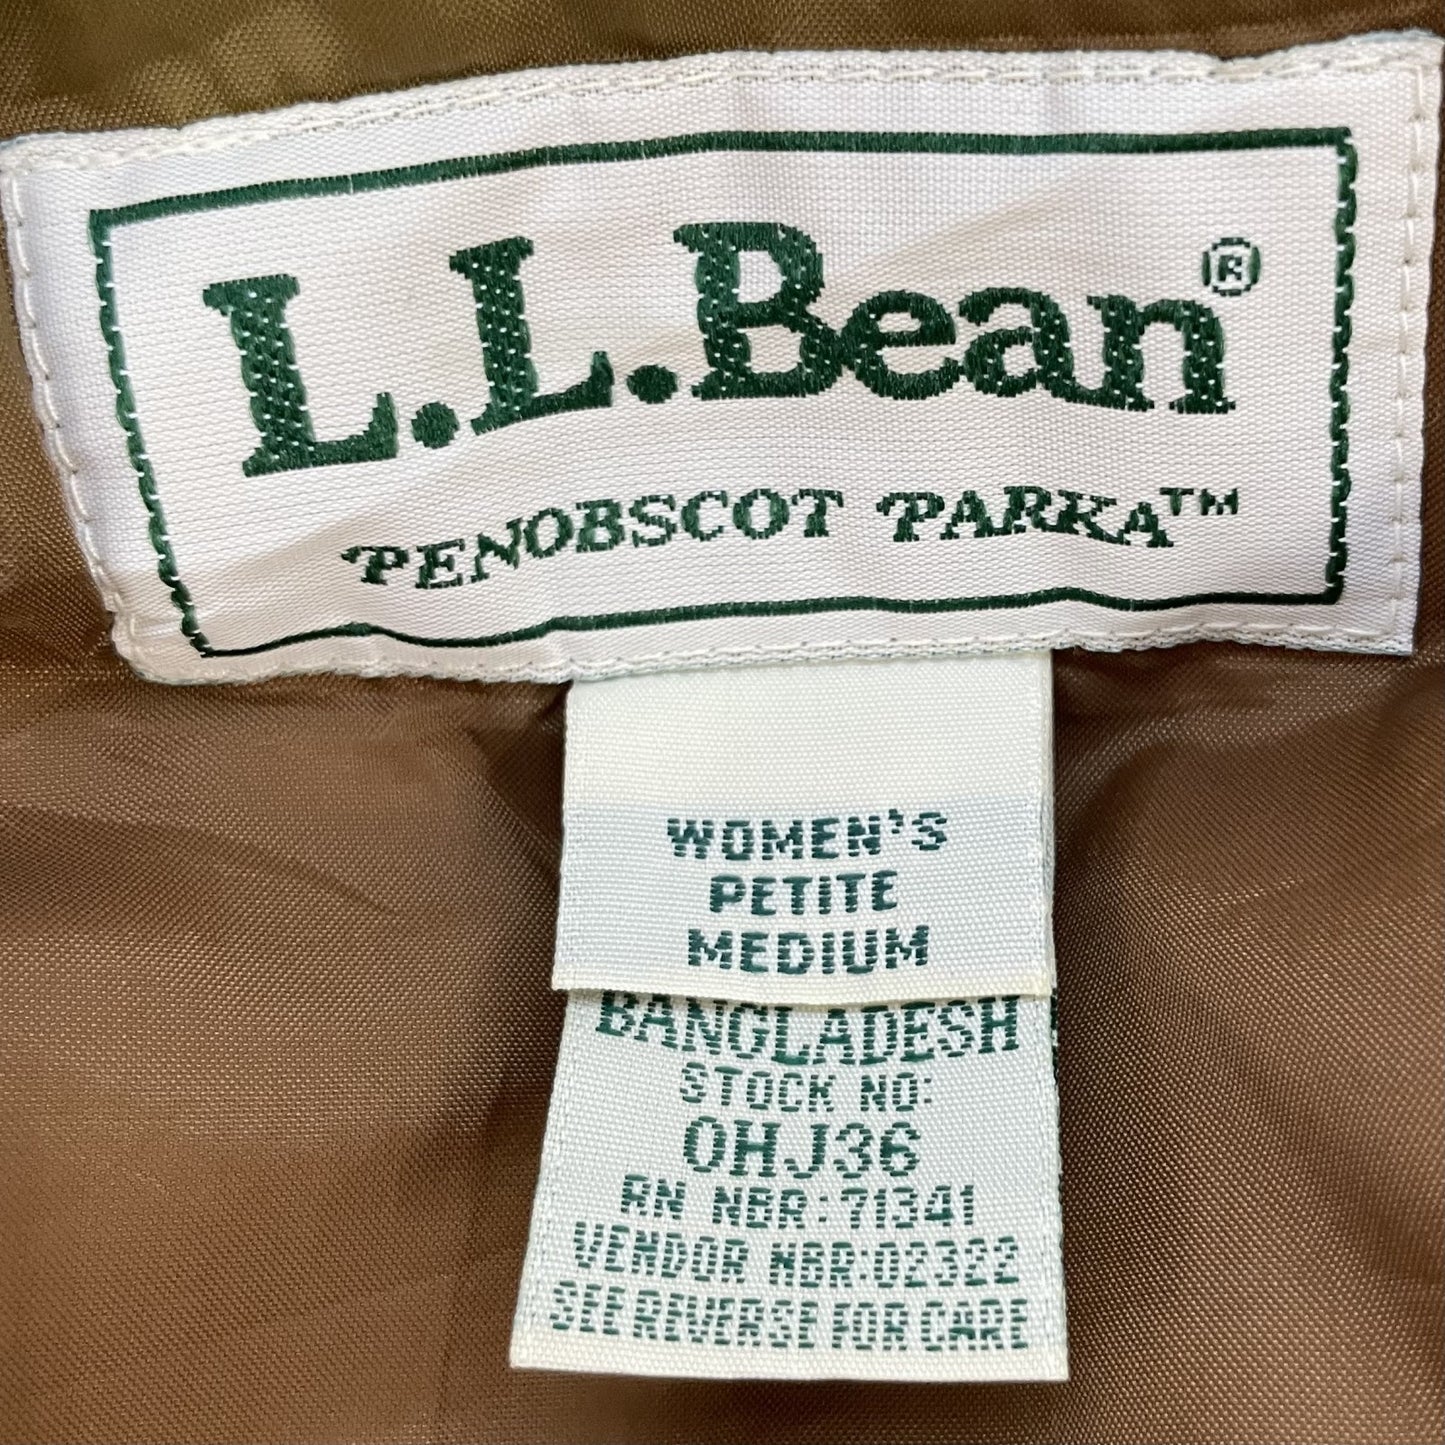 L.L.Bean®
PENOBSCOT PARKA™
WOMEN'S
PETITE
MEDIUM
BANGLADESH
STOCK NO:
0HJ36
RN NBR:71341
VENDOR NBR:02322
SEE REVERSE FOR CARE